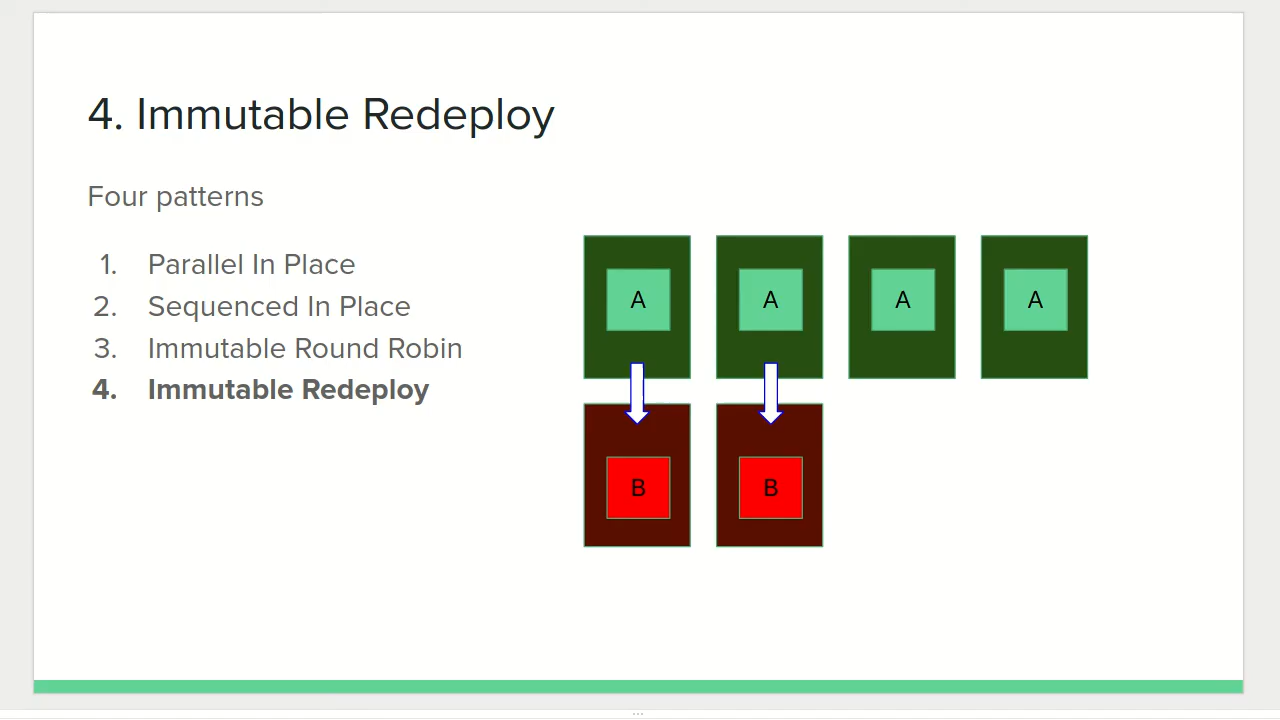 4. Immutable Redeploy
Four patterns
1. Parallel In Place
2. Sequenced In Place
3. Immutable Round Robin
4. Immutable Redeploy
A A A A
B B